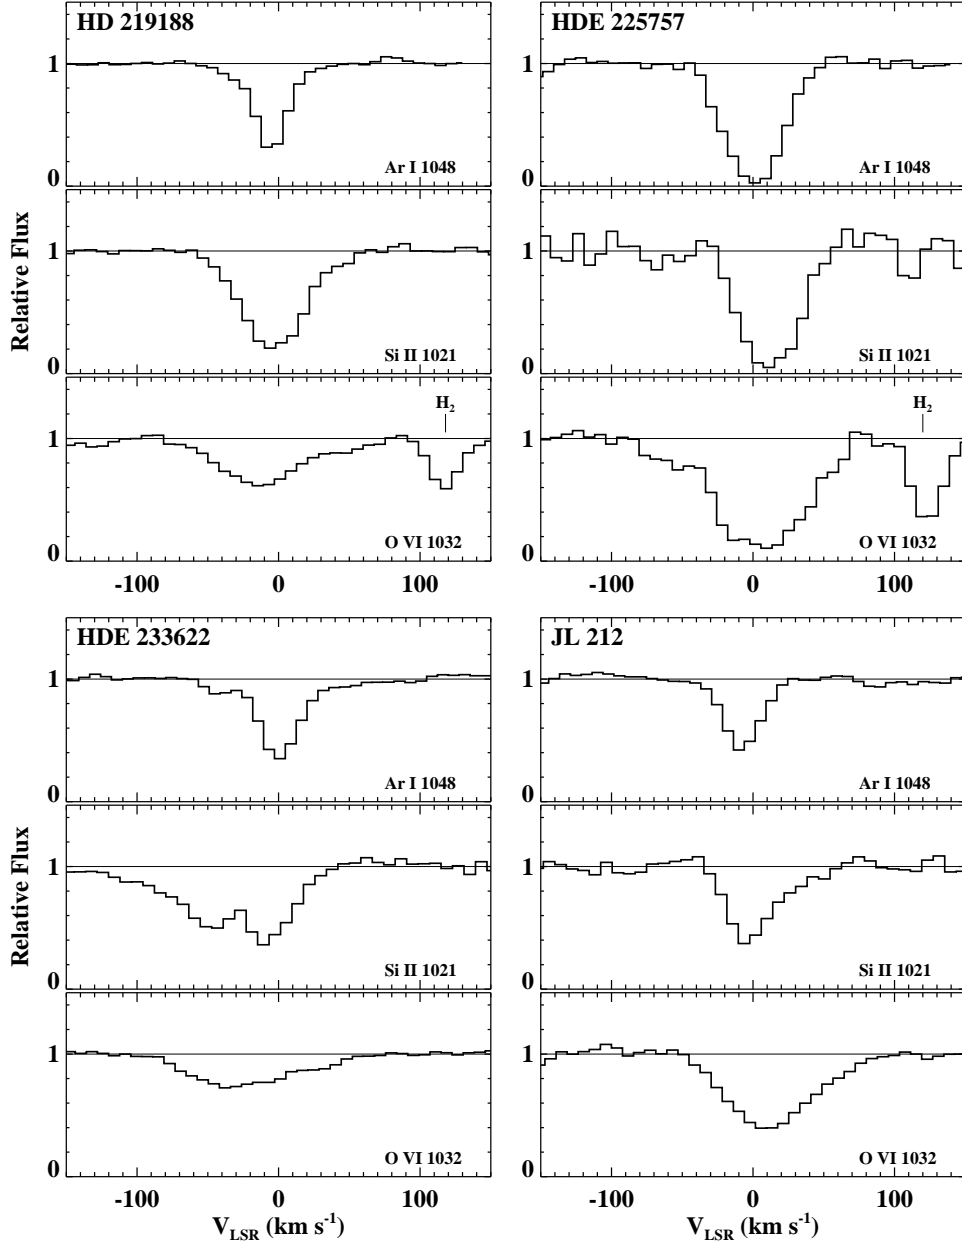 HD 219188
HDE 225757
1
Ar I 1048
0
1
Ar I 1048
0
Relative Flux
1
Si II 1021
0
1
Si II 1021
0
H2
1
O VI 1032
0
H2
1
O VI 1032
0
-100 0 100
-100 0 100
HDE 233622
JL 212
1
Ar I 1048
0
1
Ar I 1048
0
Relative Flux
1
Si II 1021
0
1
Si II 1021
0
1
O VI 1032
0
1
O VI 1032
0
-100 0 100
-100 0 100
VLSR (km s-1)
VLSR (km s-1)